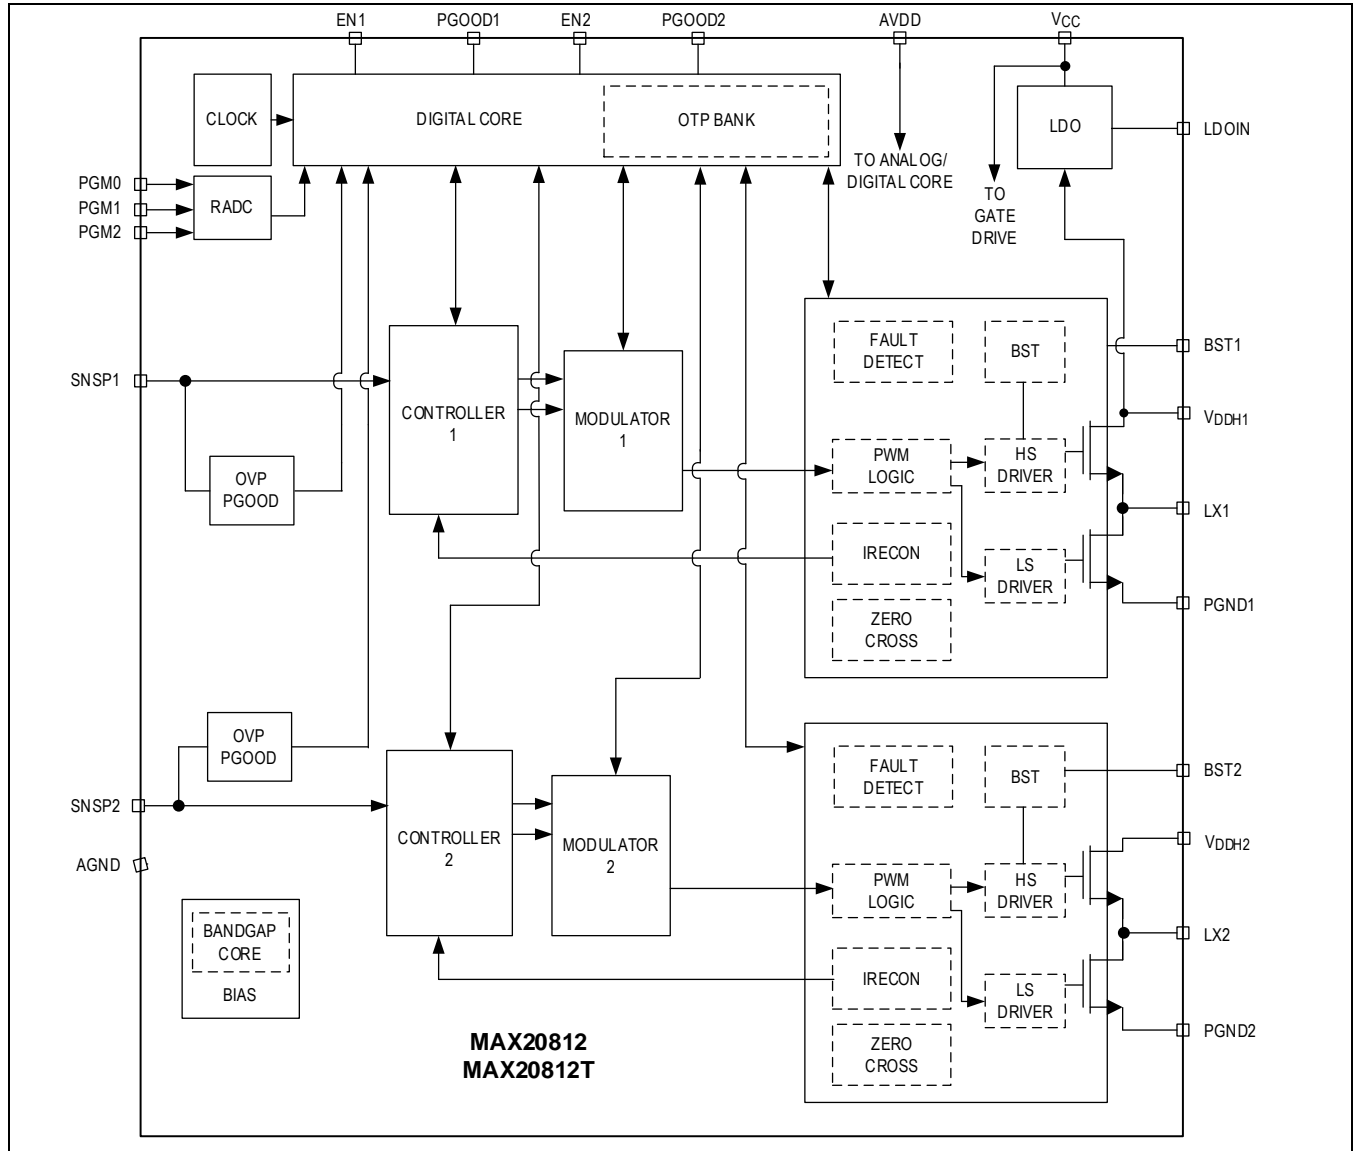 EN1
PGOOD1
EN2
PGOOD2
AVDD
VCC
CLOCK
DIGITAL CORE
OTP BANK
LDO
LDOIN
TO ANALOG/
DIGITAL CORE
TO
GATE
DRIVE
PGM0
PGM1
PGM2
RADC
SNSP1
OVP
PGOOD
CONTROLLER
1
MODULATOR
1
FAULT
DETECT
BST
BST1
VDDH1
PWM
LOGIC
HS
DRIVER
LX1
IRECON
LS
DRIVER
PGND1
ZERO
CROSS
OVP
PGOOD
SNSP2
AGND
CONTROLLER
2
MODULATOR
2
FAULT
DETECT
BST
BST2
VDDH2
PWM
LOGIC
HS
DRIVER
LX2
BANDGAP
CORE
BIAS
IRECON
LS
DRIVER
PGND2
ZERO
CROSS
MAX20812
MAX20812T